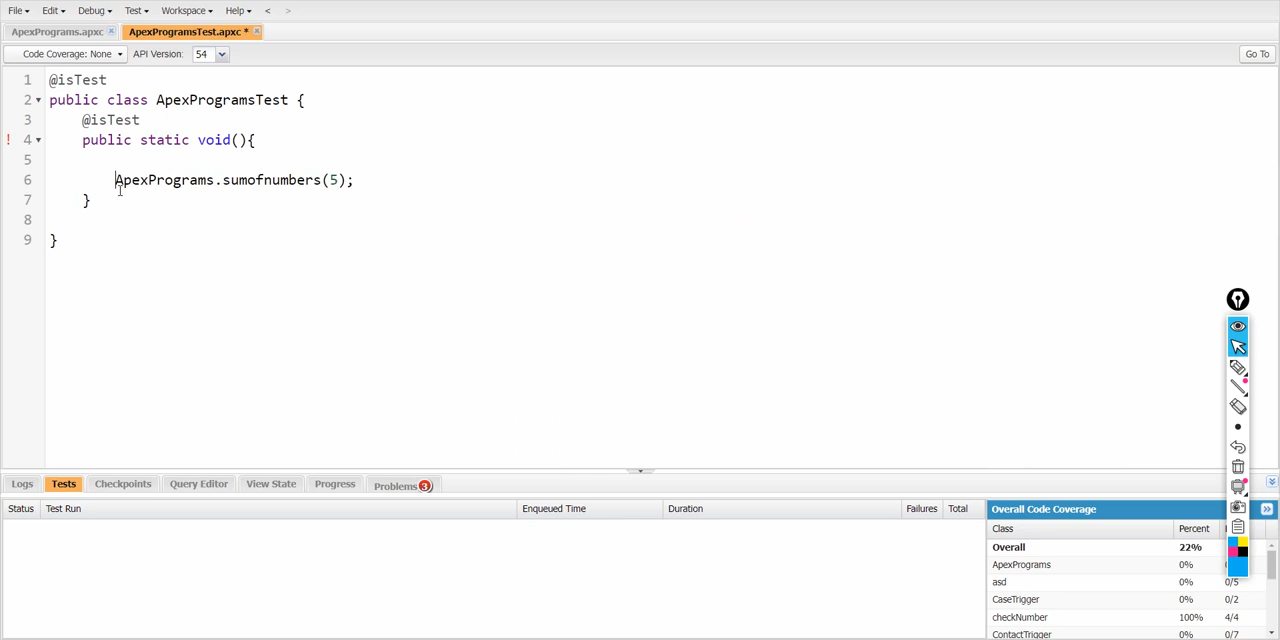 File Edit Debug Test Workspace Help < >
ApexPrograms.apxc ApexProgramsTest.apxc *
Code Coverage: None API Version: 54 Go To
1 @isTest
2 public class ApexProgramsTest {
3 @isTest
! 4 public static void(){
5
6 ApexPrograms.sumofnumbers(5);
7 }
8
9 }
Logs Tests Checkpoints Query Editor View State Progress Problems 3
Status Test Run Enqueued Time Duration Failures Total Overall Code Coverage
Class Percent
Overall 22%
ApexPrograms 0%
asd 0% 0/5
CaseTrigger 0% 0/2
checkNumber 100% 4/4
ContactTrigger 0% 0/7